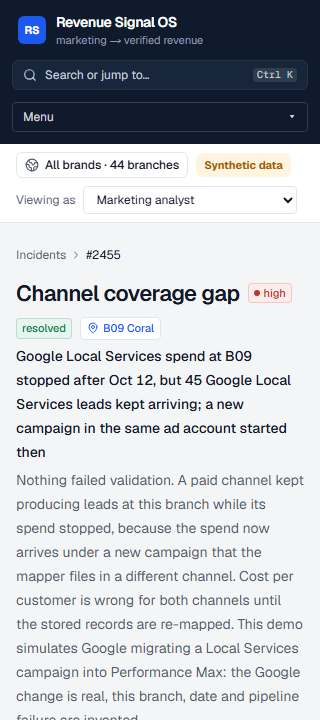 RS
Revenue Signal OS
marketing → verified revenue
Search or jump to…
Ctrl K
Menu
All brands · 44 branches
Synthetic data
Viewing as
Marketing analyst
Incidents > #2455
Channel coverage gap
high
resolved
B09 Coral
Google Local Services spend at B09
stopped after Oct 12, but 45 Google Local
Services leads kept arriving; a new
campaign in the same ad account started
then
Nothing failed validation. A paid channel kept
producing leads at this branch while its
spend stopped, because the spend now
arrives under a new campaign that the
mapper files in a different channel. Cost per
customer is wrong for both channels until
the stored records are re-mapped. This demo
simulates Google migrating a Local Services
campaign into Performance Max: the Google
change is real, this branch, date and pipeline
failure are invented.